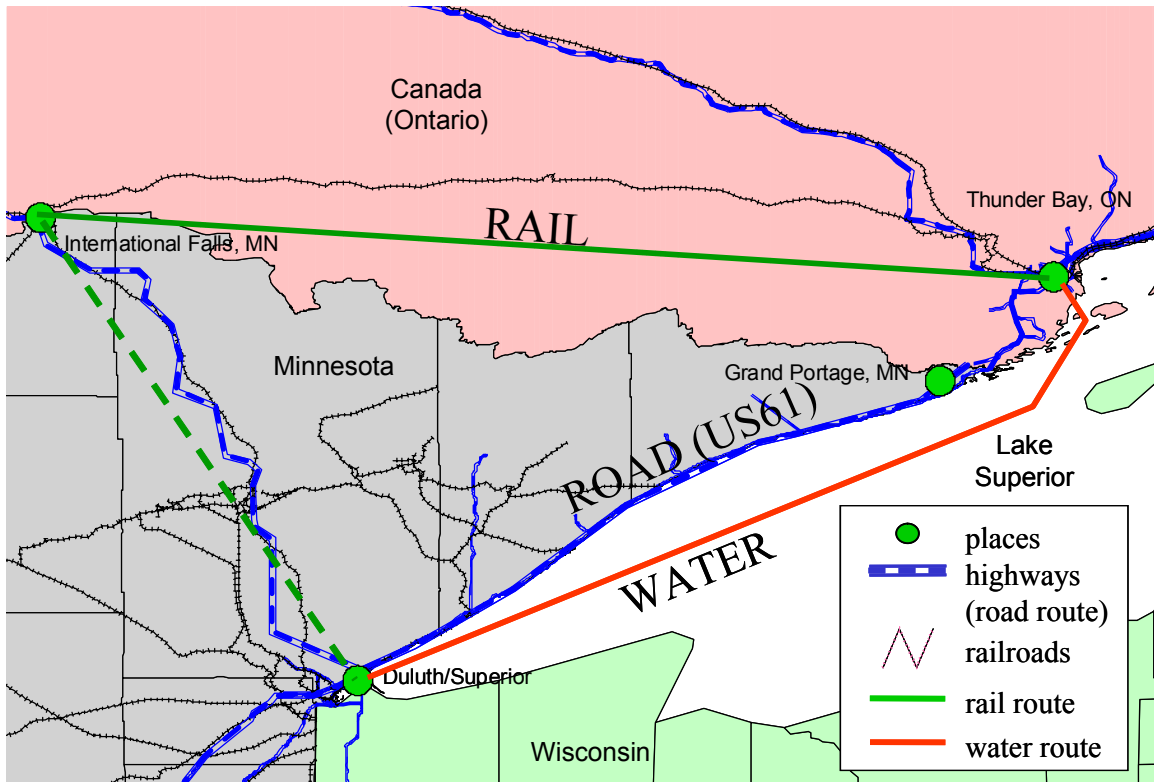 Canada
(Ontario)
Thunder Bay, ON
RAIL
International Falls, MN
Minnesota
Grand Portage, MN
ROAD (US61)
Lake
Superior
WATER
Duluth/Superior
Wisconsin
places
highways
(road route)
railroads
rail route
water route